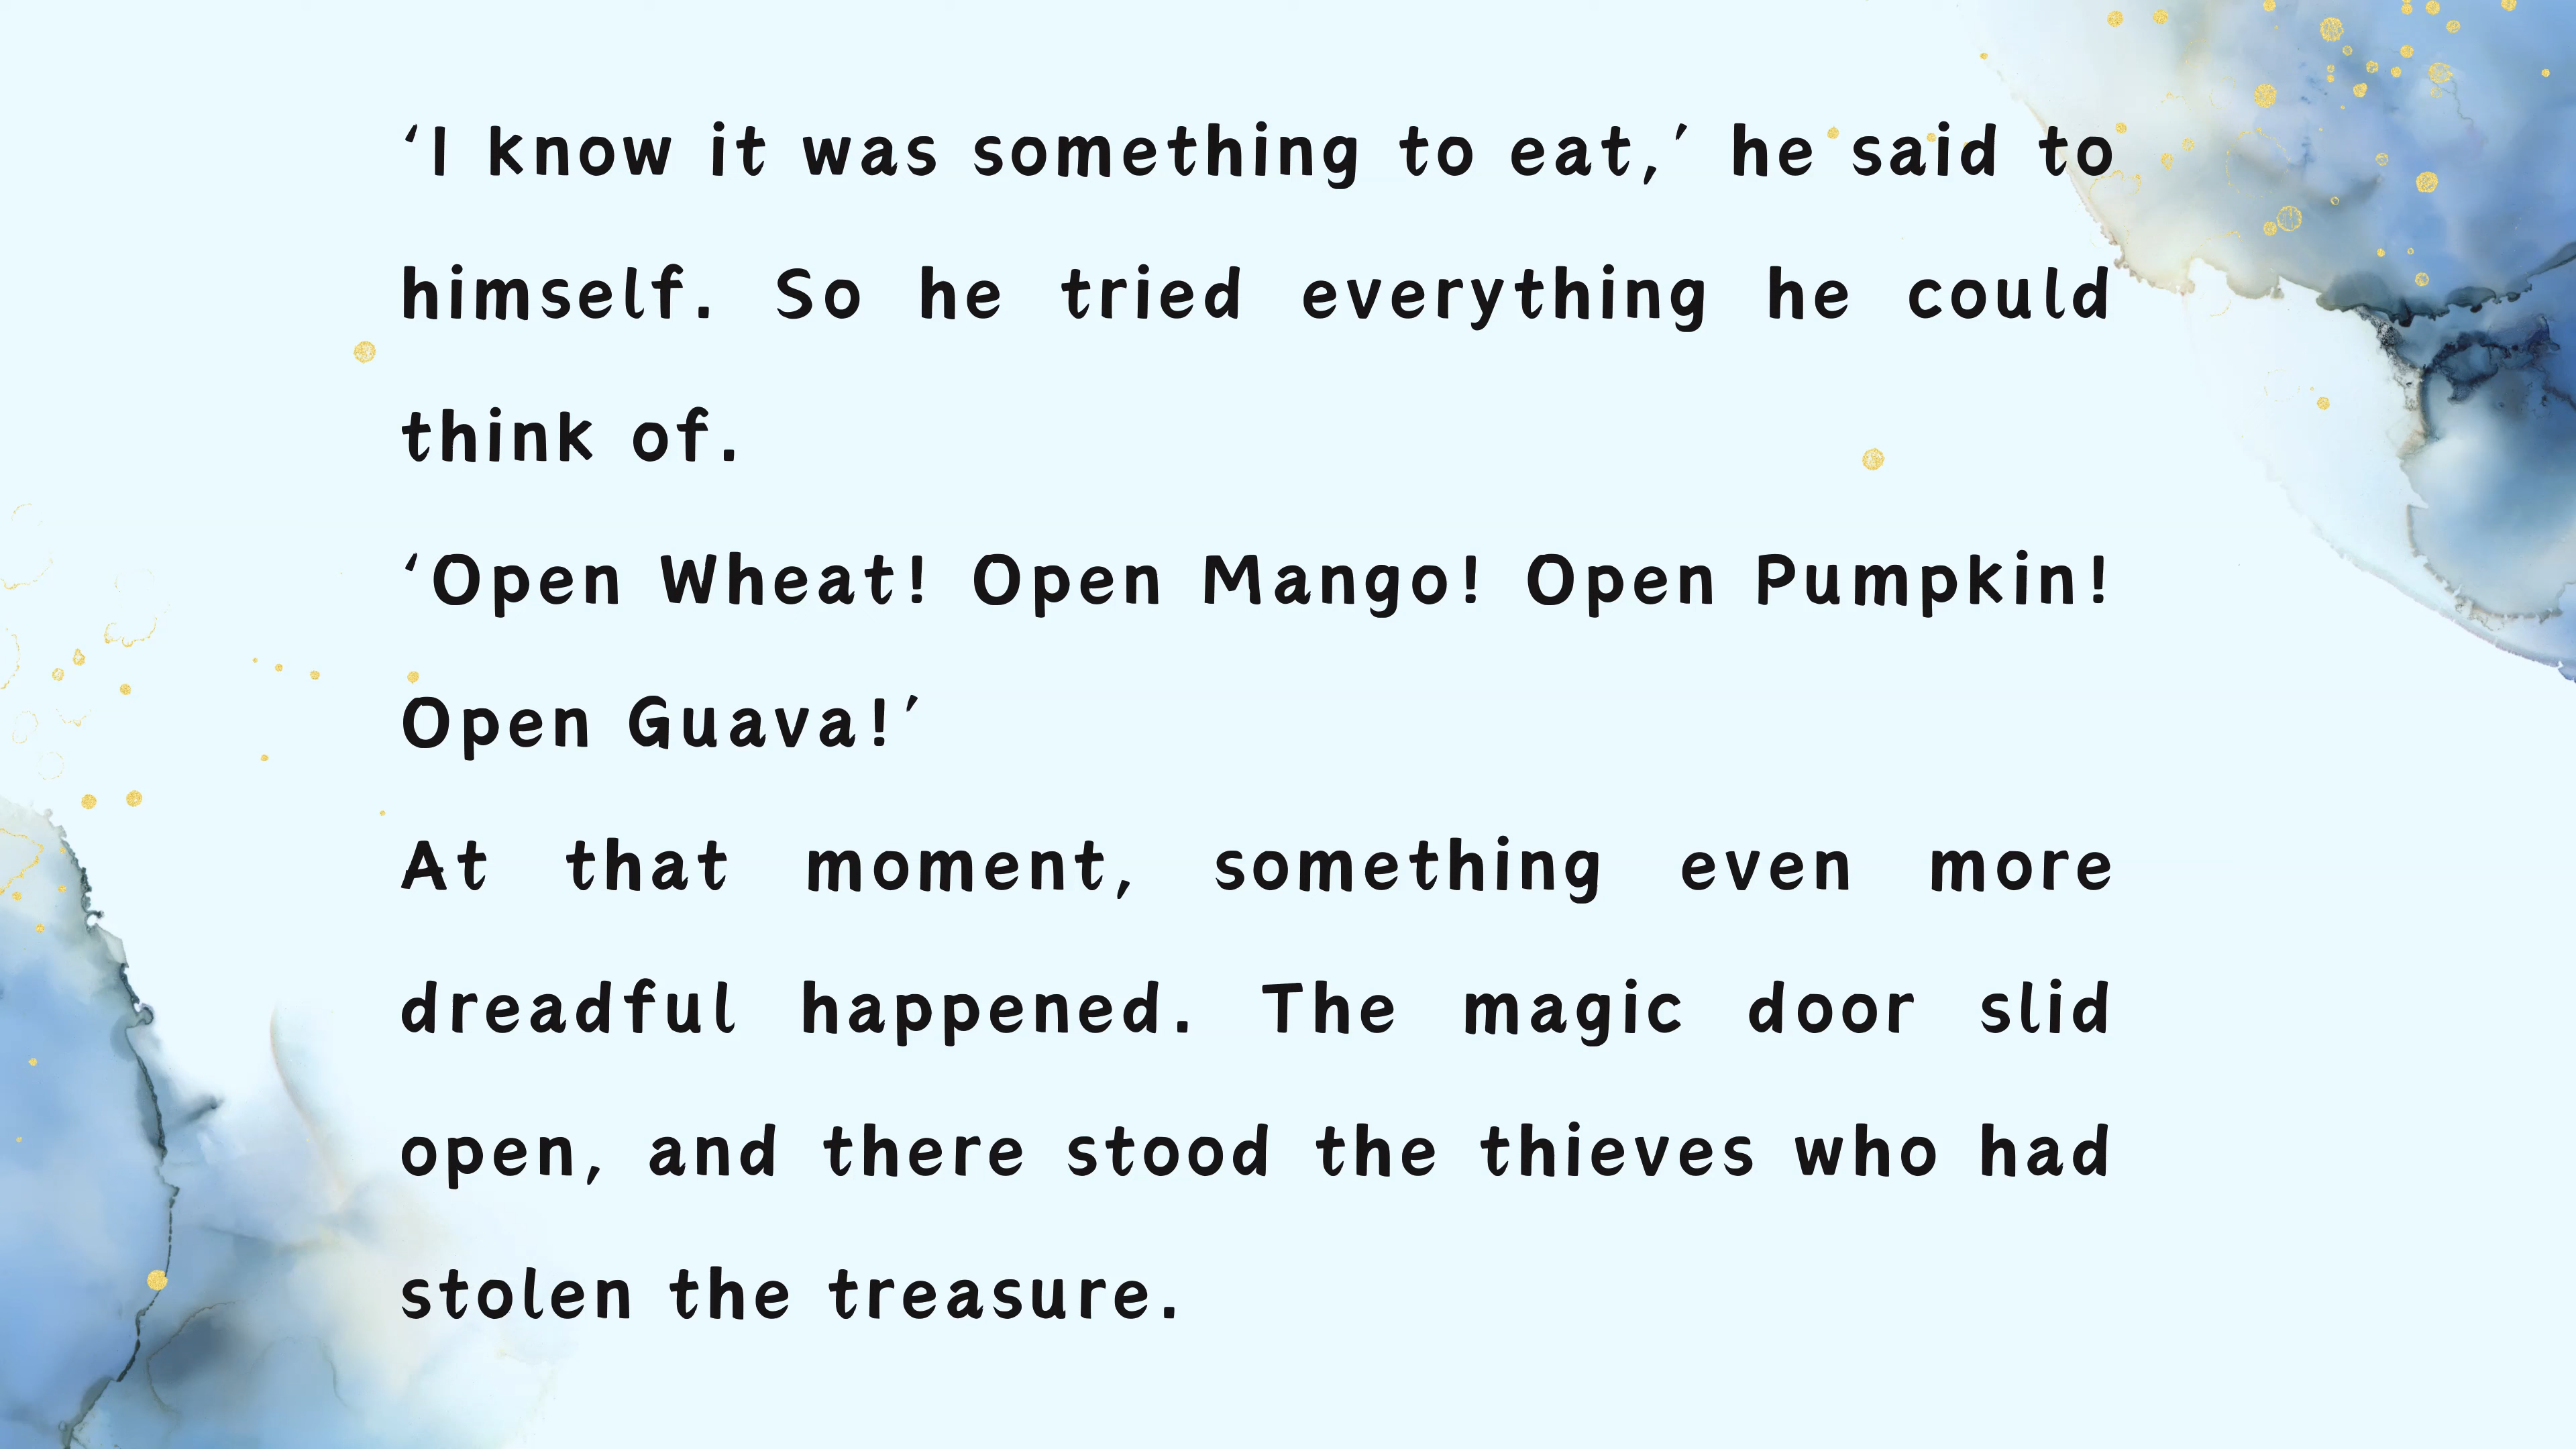 ‘I know it was something to eat,’ he said to
himself. So he tried everything he could
think of.
‘Open Wheat! Open Mango! Open Pumpkin!
Open Guava!’
At that moment, something even more
dreadful happened. The magic door slid
open, and there stood the thieves who had
stolen the treasure.